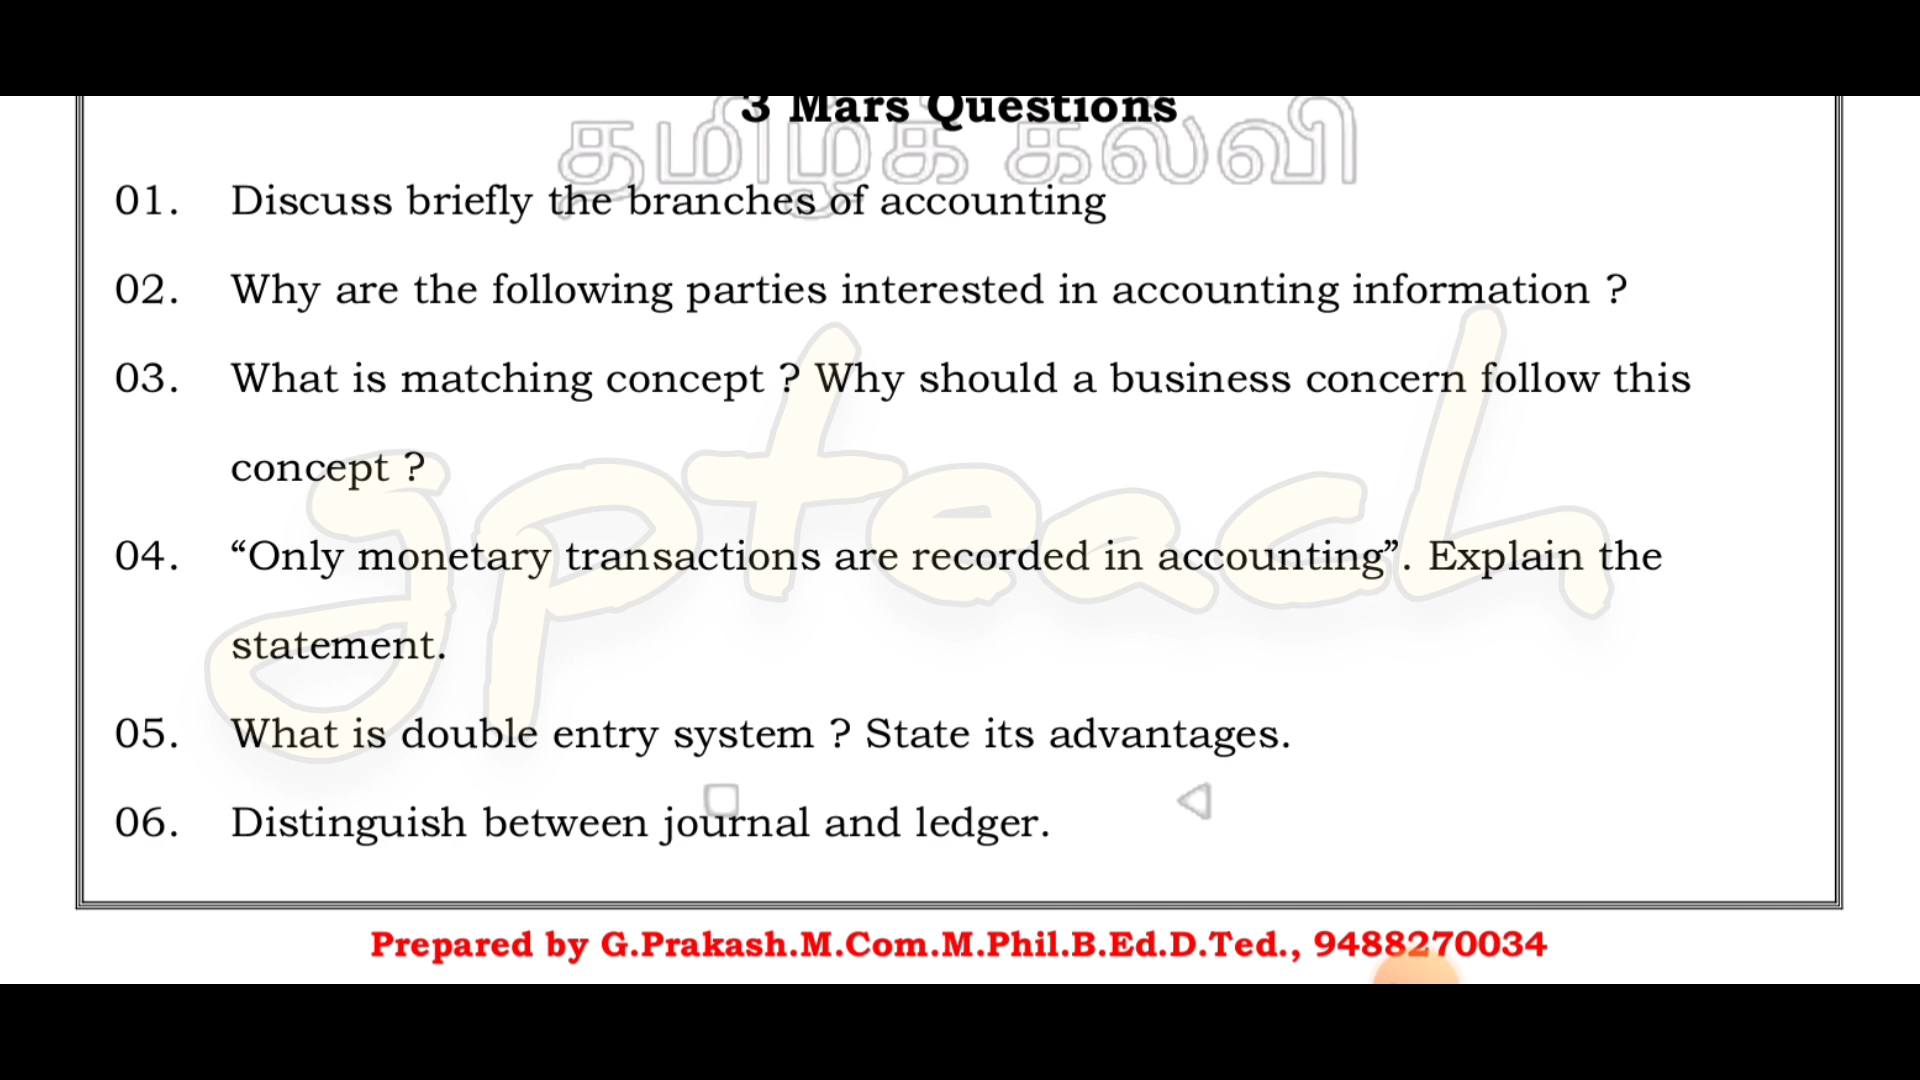 3 Mars Questions
தமிழக கல்வி
01. Discuss briefly the branches of accounting
02. Why are the following parties interested in accounting information ?
03. What is matching concept ? Why should a business concern follow this
concept ?
04. “Only monetary transactions are recorded in accounting”. Explain the
statement.
05. What is double entry system ? State its advantages.
06. Distinguish between journal and ledger.
gpteach
Prepared by G.Prakash.M.Com.M.Phil.B.Ed.D.Ted., 9488270034